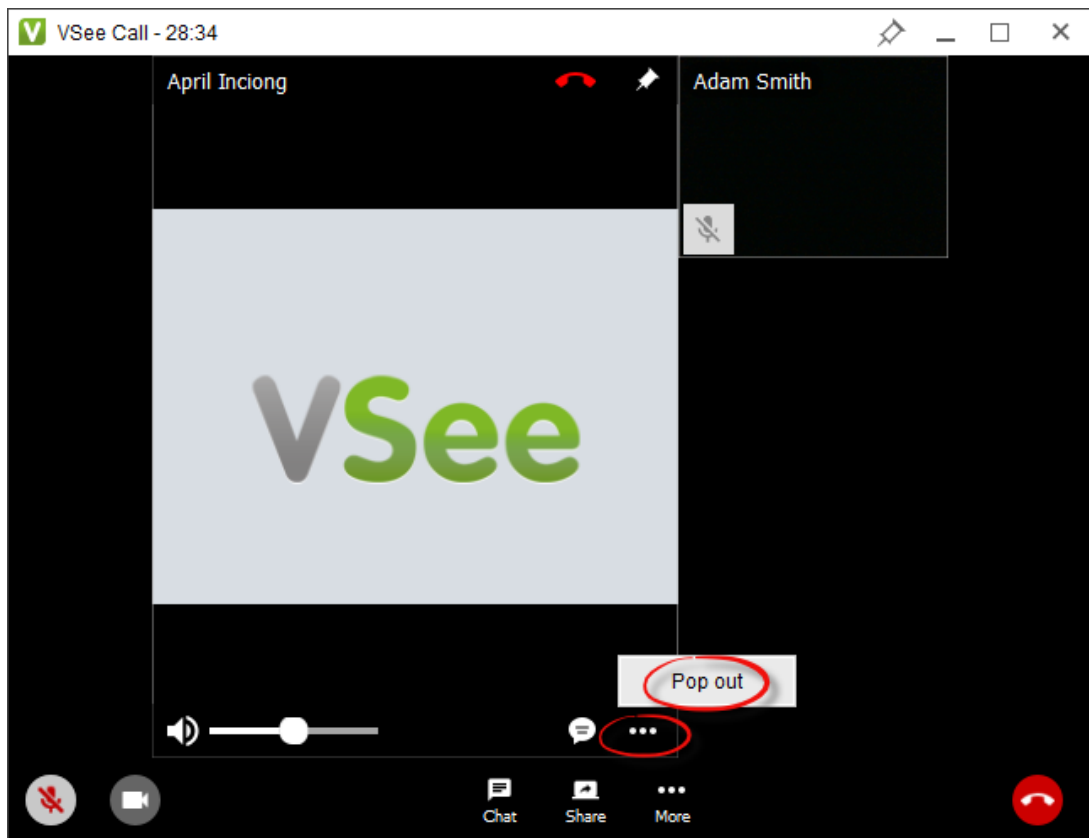 VSee Call - 28:34
April Inciong
Adam Smith
VSee
Pop out
Chat
Share
More